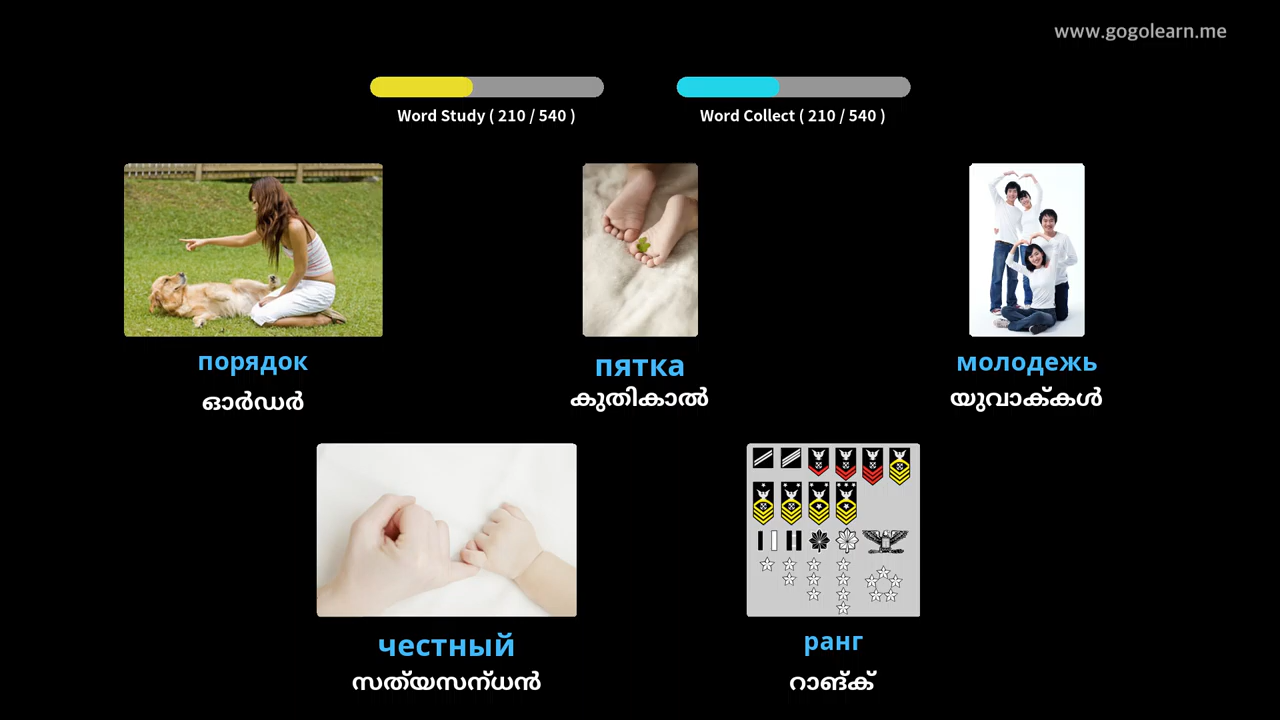 www.gogolearn.me
Word Study ( 210 / 540 )
Word Collect ( 210 / 540 )
порядок
пятка
молодежь
ഓർഡർ
കുതികാൽ
യുവാക്കൾ
честный
ранг
സത്യസന്ധൻ
റാങ്ക്